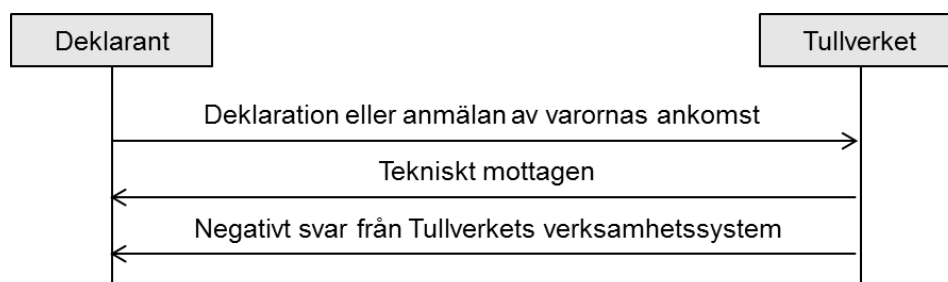 Deklarant
Tullverket
Deklaration eller anmälan av varornas ankomst
Tekniskt mottagen
Negativt svar från Tullverkets verksamhetssystem